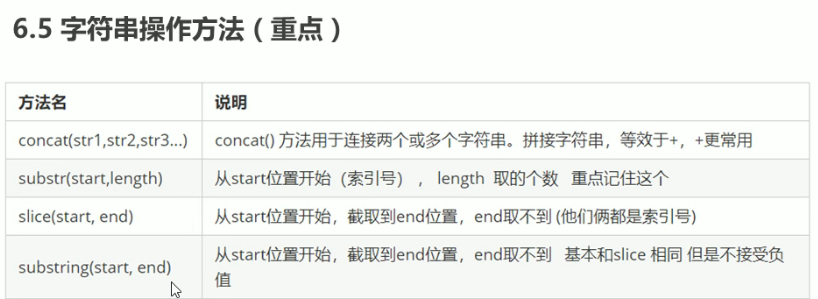 6.5 字符串操作方法（重点）
方法名 说明
concat(str1,str2,str3...) concat() 方法用于连接两个或多个字符串。拼接字符串，等效于+，+更常用
substr(start,length) 从start位置开始（索引号） ， length 取的个数 重点记住这个
slice(start, end) 从start位置开始，截取到end位置，end取不到 (他们俩都是索引号)
substring(start, end) 从start位置开始，截取到end位置，end取不到 基本和slice 相同 但是不接受负
值